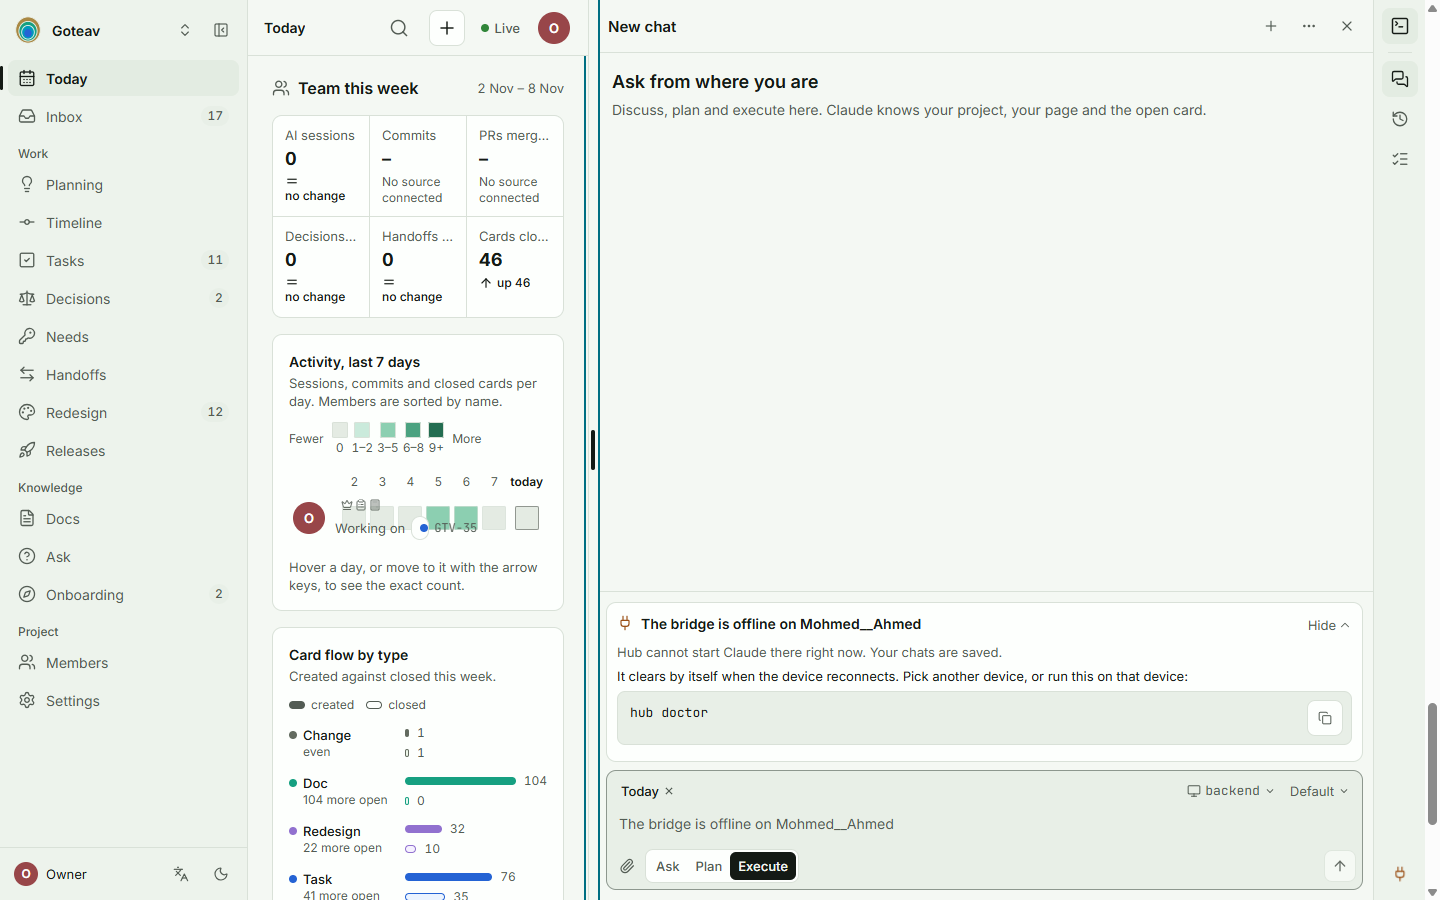 Goteav
Today
Inbox
17
Work
Planning
Timeline
Tasks
11
Decisions
2
Needs
Handoffs
Redesign
12
Releases
Knowledge
Docs
Ask
Onboarding
2
Project
Members
Settings
O
Owner
Today
Live
O
Team this week
2 Nov – 8 Nov
AI sessions
0
=
no change
Commits
–
No source
connected
PRs merg...
–
No source
connected
Decisions...
0
=
no change
Handoffs ...
0
=
no change
Cards clo...
46
↑ up 46
Activity, last 7 days
Sessions, commits and closed cards per
day. Members are sorted by name.
Fewer
0 1–2 3–5 6–8 9+
More
2 3 4 5 6 7 today
O
Working on GTV-35
Hover a day, or move to it with the arrow
keys, to see the exact count.
Card flow by type
Created against closed this week.
created closed
Change
even
1
1
Doc
104 more open
104
0
Redesign
22 more open
32
10
Task
41 more open
76
35
New chat
Ask from where you are
Discuss, plan and execute here. Claude knows your project, your page and the open card.
The bridge is offline on Mohmed__Ahmed
Hide
Hub cannot start Claude there right now. Your chats are saved.
It clears by itself when the device reconnects. Pick another device, or run this on that device:
hub doctor
Today ×
backend
Default
The bridge is offline on Mohmed__Ahmed
Ask Plan Execute